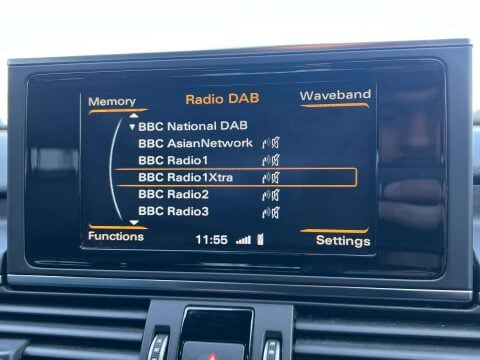 Memory
Radio DAB
Waveband
BBC National DAB
BBC AsianNetwork
BBC Radio1
BBC Radio1Xtra
BBC Radio2
BBC Radio3
Functions
11:55
Settings